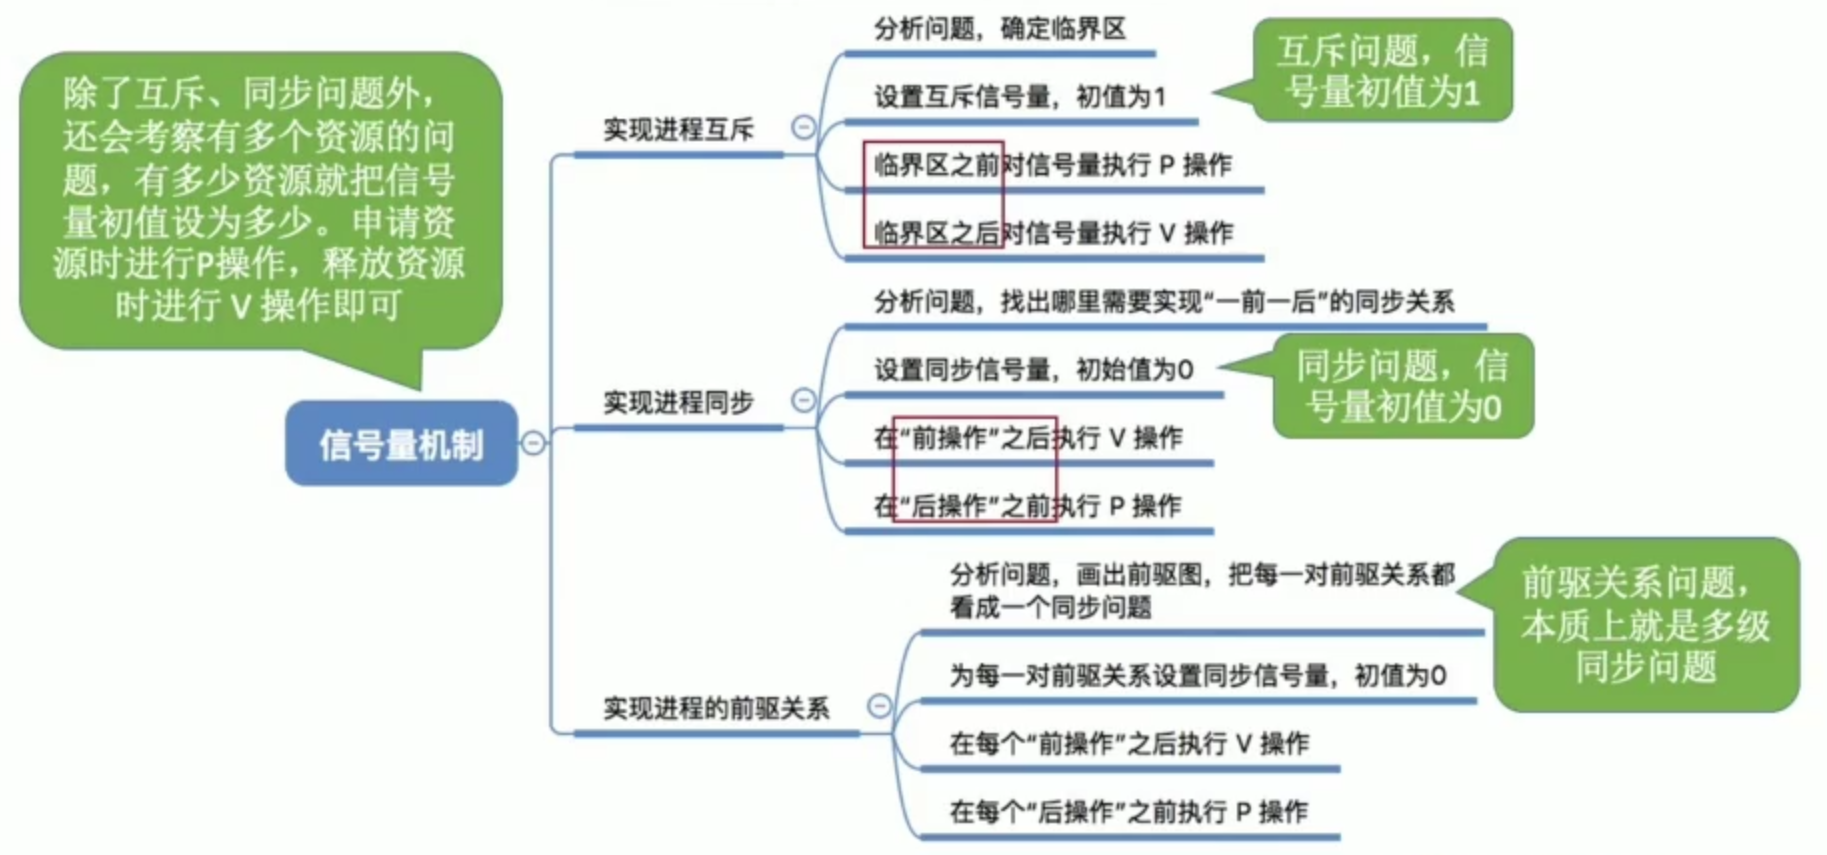 除了互斥、同步问题外，
还会考察有多个资源的问
题，有多少资源就把信号
量初值设为多少。申请资
源时进行P操作，释放资源
时进行 V 操作即可
信号量机制
实现进程互斥
分析问题，确定临界区
设置互斥信号量，初值为1
互斥问题，信
号量初值为1
临界区之前对信号量执行 P 操作
临界区之后对信号量执行 V 操作
实现进程同步
分析问题，找出哪里需要实现“一前一后”的同步关系
设置同步信号量，初始值为0
同步问题，信
号量初值为0
在“前操作”之后执行 V 操作
在“后操作”之前执行 P 操作
实现进程的前驱关系
分析问题，画出前驱图，把每一对前驱关系都
看成一个同步问题
前驱关系问题，
本质上就是多级
同步问题
为每一对前驱关系设置同步信号量，初值为0
在每个“前操作”之后执行 V 操作
在每个“后操作”之前执行 P 操作